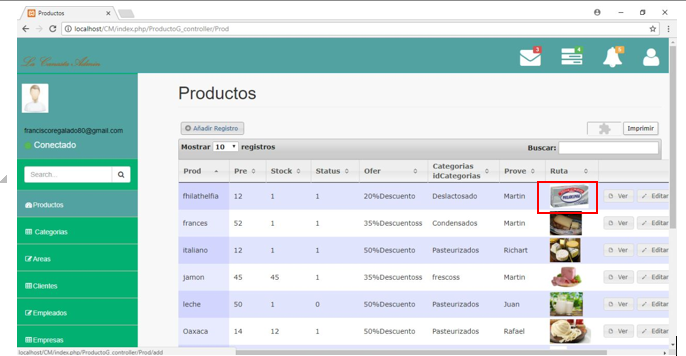 Productos
localhost/CM/index.php/ProductoG_controller/Prod
3 4 5
franciscoregalado60@gmail.com
Conectado
Search...
Productos
Categorias
Areas
Clientes
Empleados
Empresas
Productos
Añadir Registro
Imprimir
Mostrar 10 registros Buscar:
Prod Pre Stock Status Ofer Categorias idCategorias Prove Ruta
fhilathelfia 12 1 1 20%Descuento Deslactosado Martin Ver Editar
frances 52 1 1 35%Descuentoss Condensados Martin Ver Editar
italiano 12 1 1 50%Descuento Pasteurizados Richart Ver Editar
jamon 45 45 1 35%Descuentoss frescoss Martin Ver Editar
leche 50 1 0 50%Descuento Pasteurizados Juan Ver Editar
Oaxaca 14 12 1 50%Descuento Pasteurizados Rafael Ver Editar
localhost/CM/index.php/ProductoG_controller/Prod/add